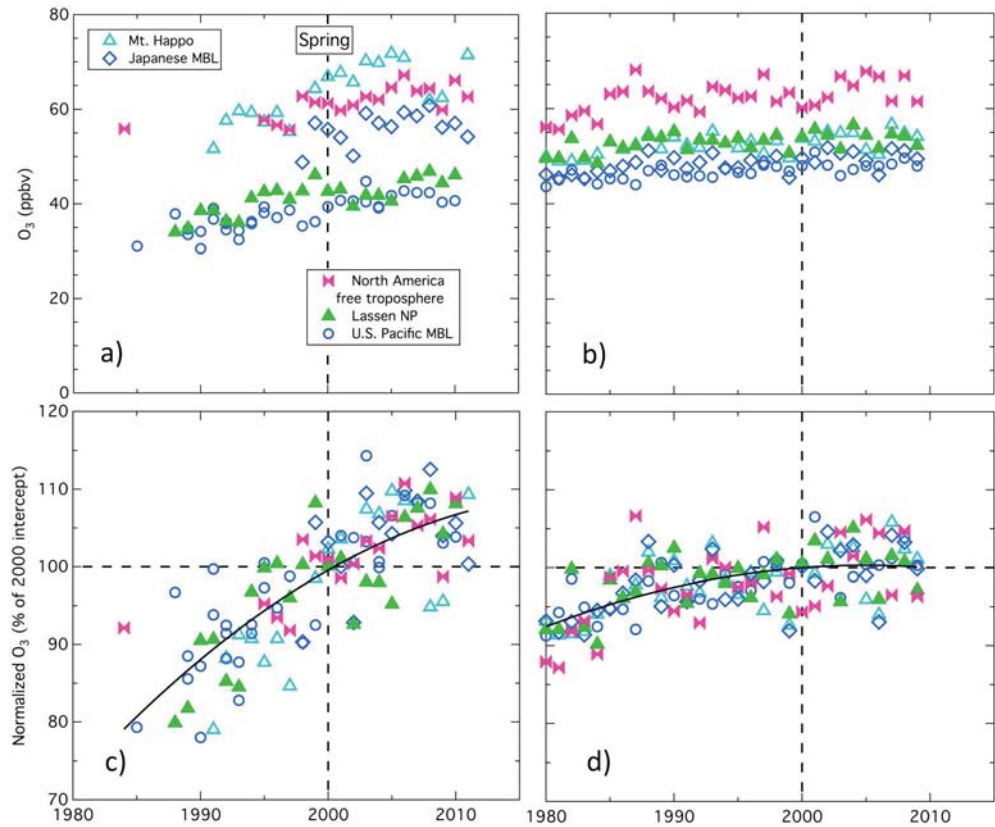 80
60
40
20
0
O3 (ppbv)
Mt. Happo
Japanese MBL
Spring
North America
free troposphere
Lassen NP
U.S. Pacific MBL
a)
b)
120
110
100
90
80
70
Normalized O3 (% of 2000 intercept)
c)
d)
1980 1990 2000 2010
1980 1990 2000 2010 2020